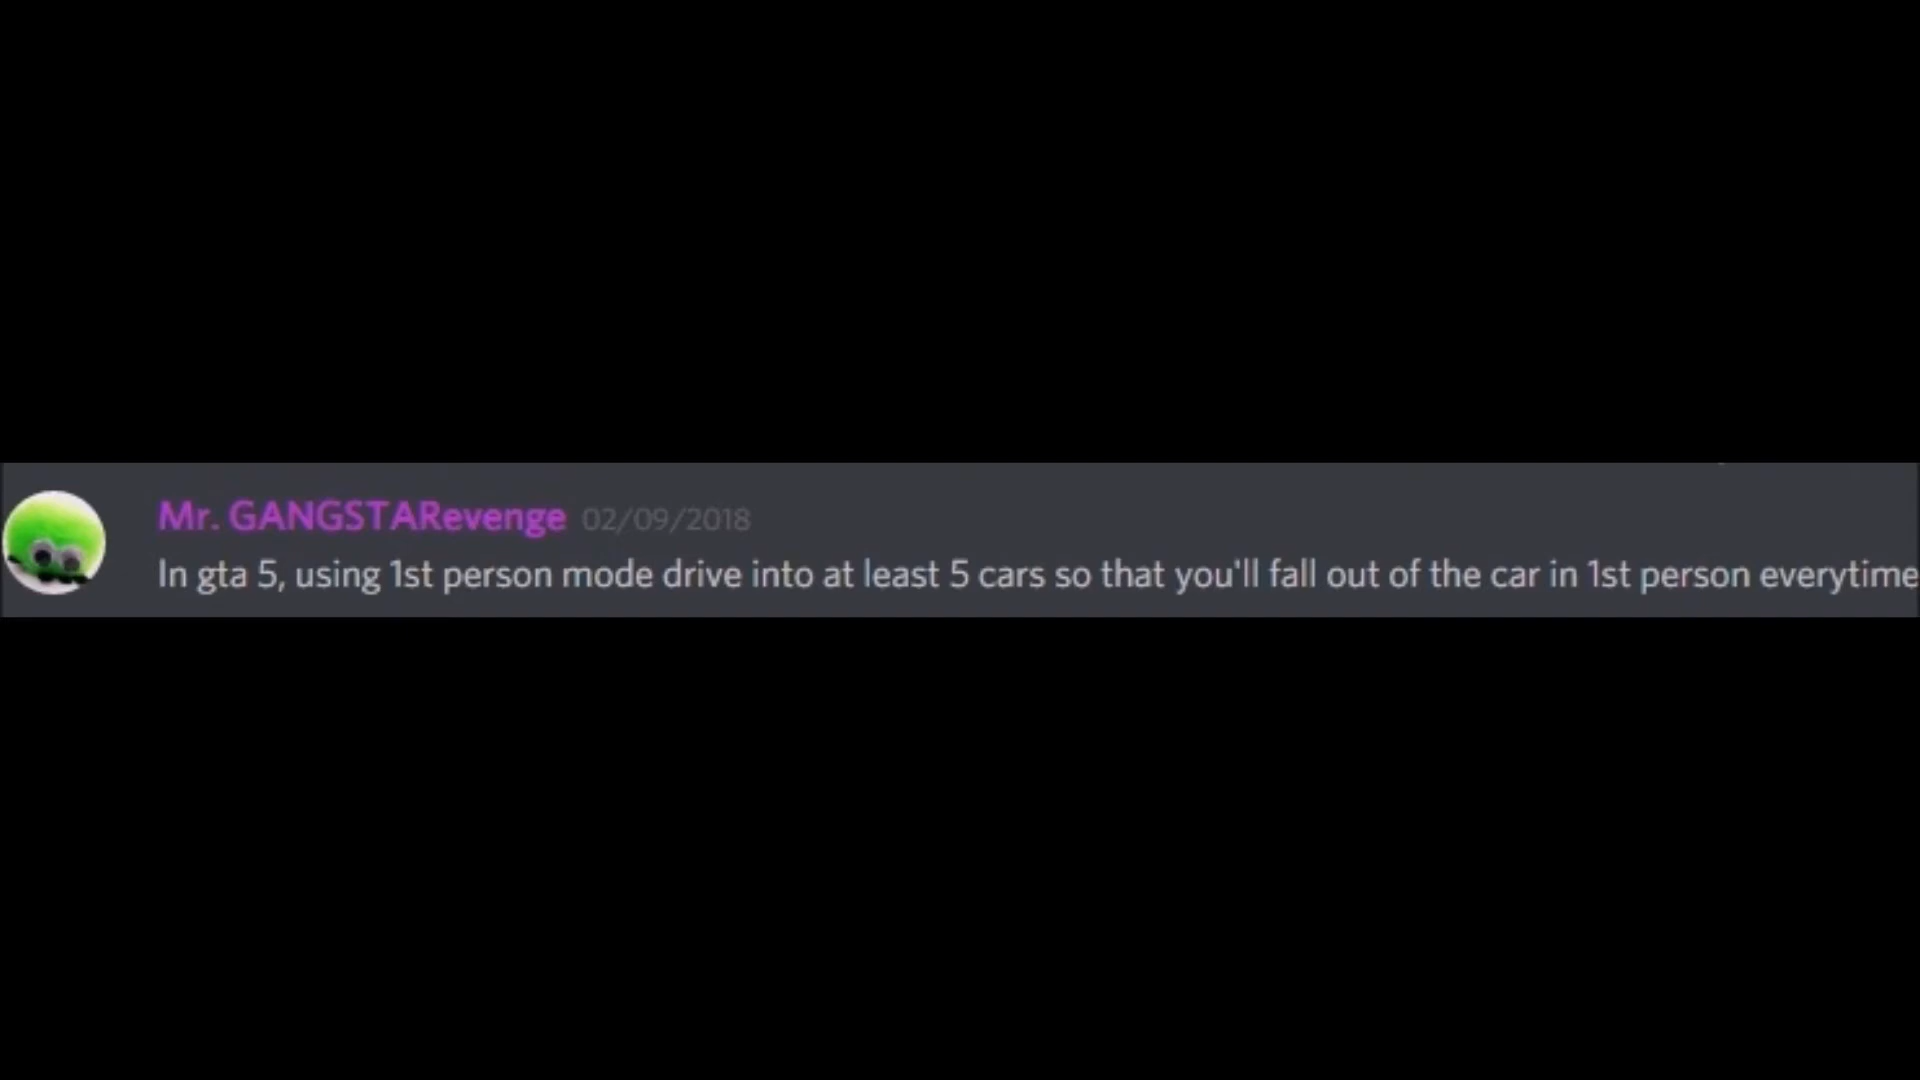 Mr. GANGSTARevenge 02/09/2018
In gta 5, using 1st person mode drive into at least 5 cars so that you'll fall out of the car in 1st person everytime